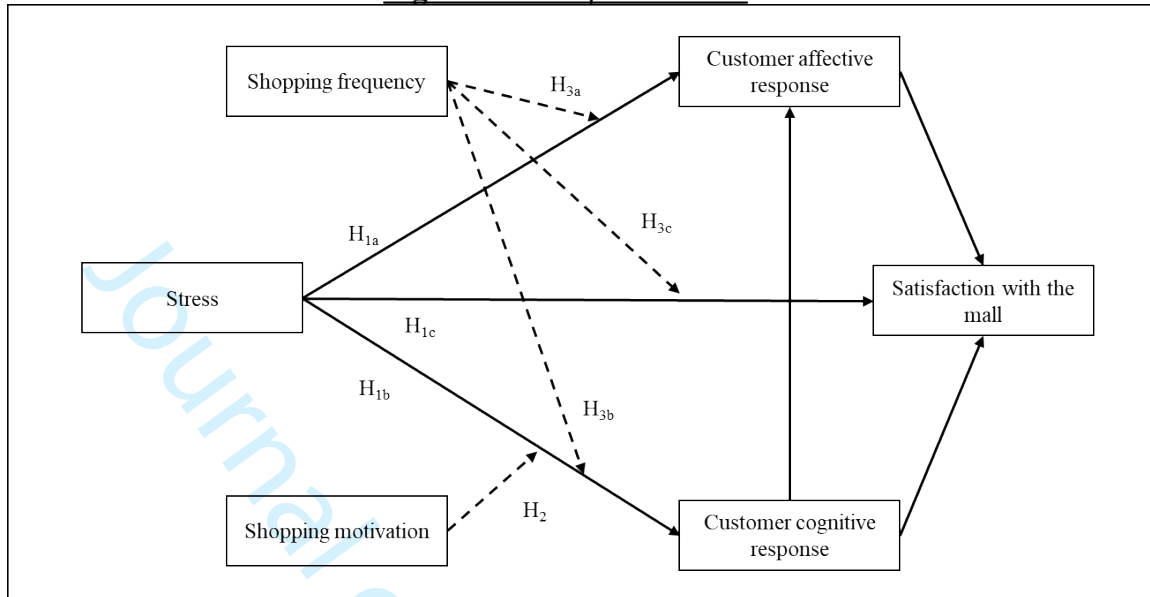 Shopping frequency
Customer affective
response
H3a
H1a
H3c
Stress
Satisfaction with the
mall
H1c
H1b
H3b
Shopping motivation
H2
Customer cognitive
response
Journal